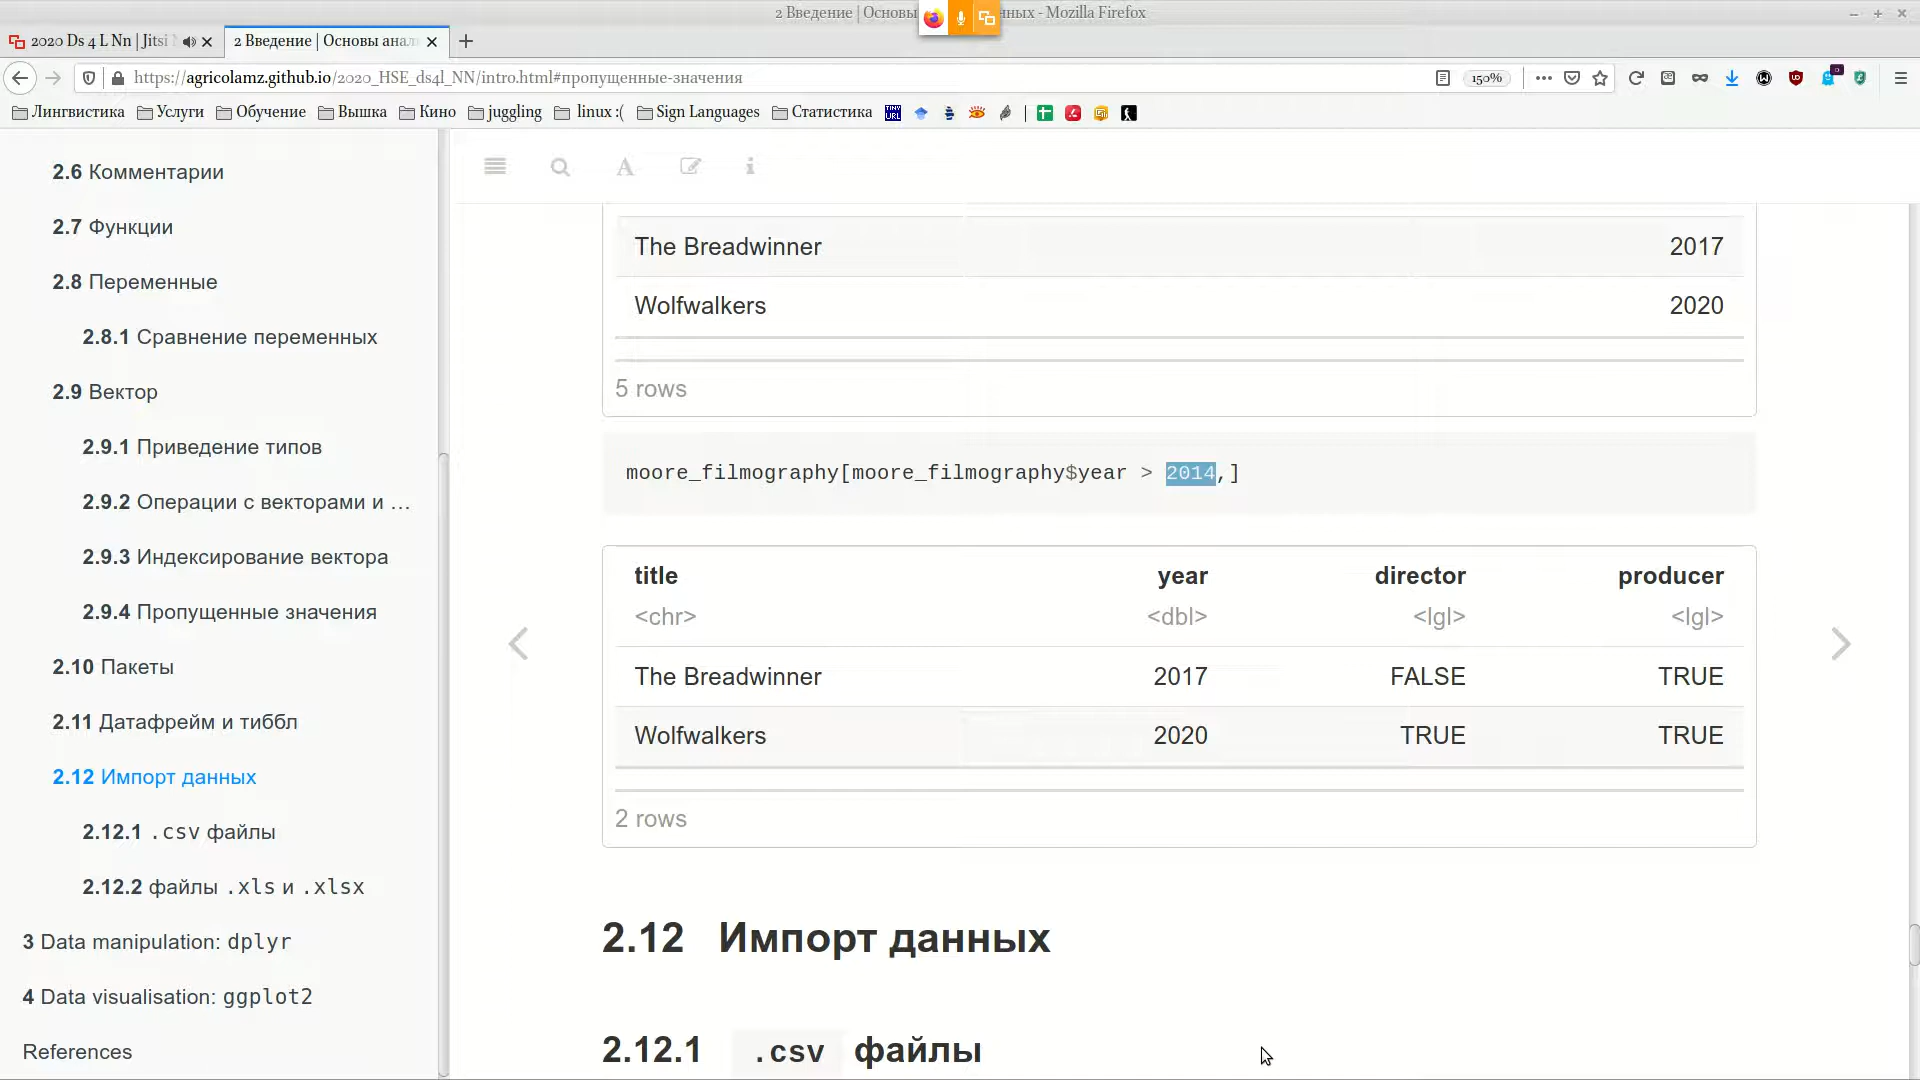 2 Введение | Основы
нных - Mozilla Firefox
2020 Ds 4 L Nn | Jitsi
2 Введение | Основы анал
https://agricolamz.github.io/2020_HSE_ds4l_NN/intro.html#пропущенные-значения
150%
Лингвистика Услуги Обучение Вышка Кино juggling linux :( Sign Languages Статистика
2.6 Комментарии
2.7 Функции
2.8 Переменные
2.8.1 Сравнение переменных
2.9 Вектор
2.9.1 Приведение типов
2.9.2 Операции с векторами и …
2.9.3 Индексирование вектора
2.9.4 Пропущенные значения
2.10 Пакеты
2.11 Датафрейм и тиббл
2.12 Импорт данных
2.12.1 .csv файлы
2.12.2 файлы .xls и .xlsx
3 Data manipulation: dplyr
4 Data visualisation: ggplot2
References
The Breadwinner 2017
Wolfwalkers 2020
5 rows
moore_filmography[moore_filmography$year > 2014,]
title year director producer
<chr> <dbl> <lgl> <lgl>
The Breadwinner 2017 FALSE TRUE
Wolfwalkers 2020 TRUE TRUE
2 rows
2.12 Импорт данных
2.12.1 .csv файлы